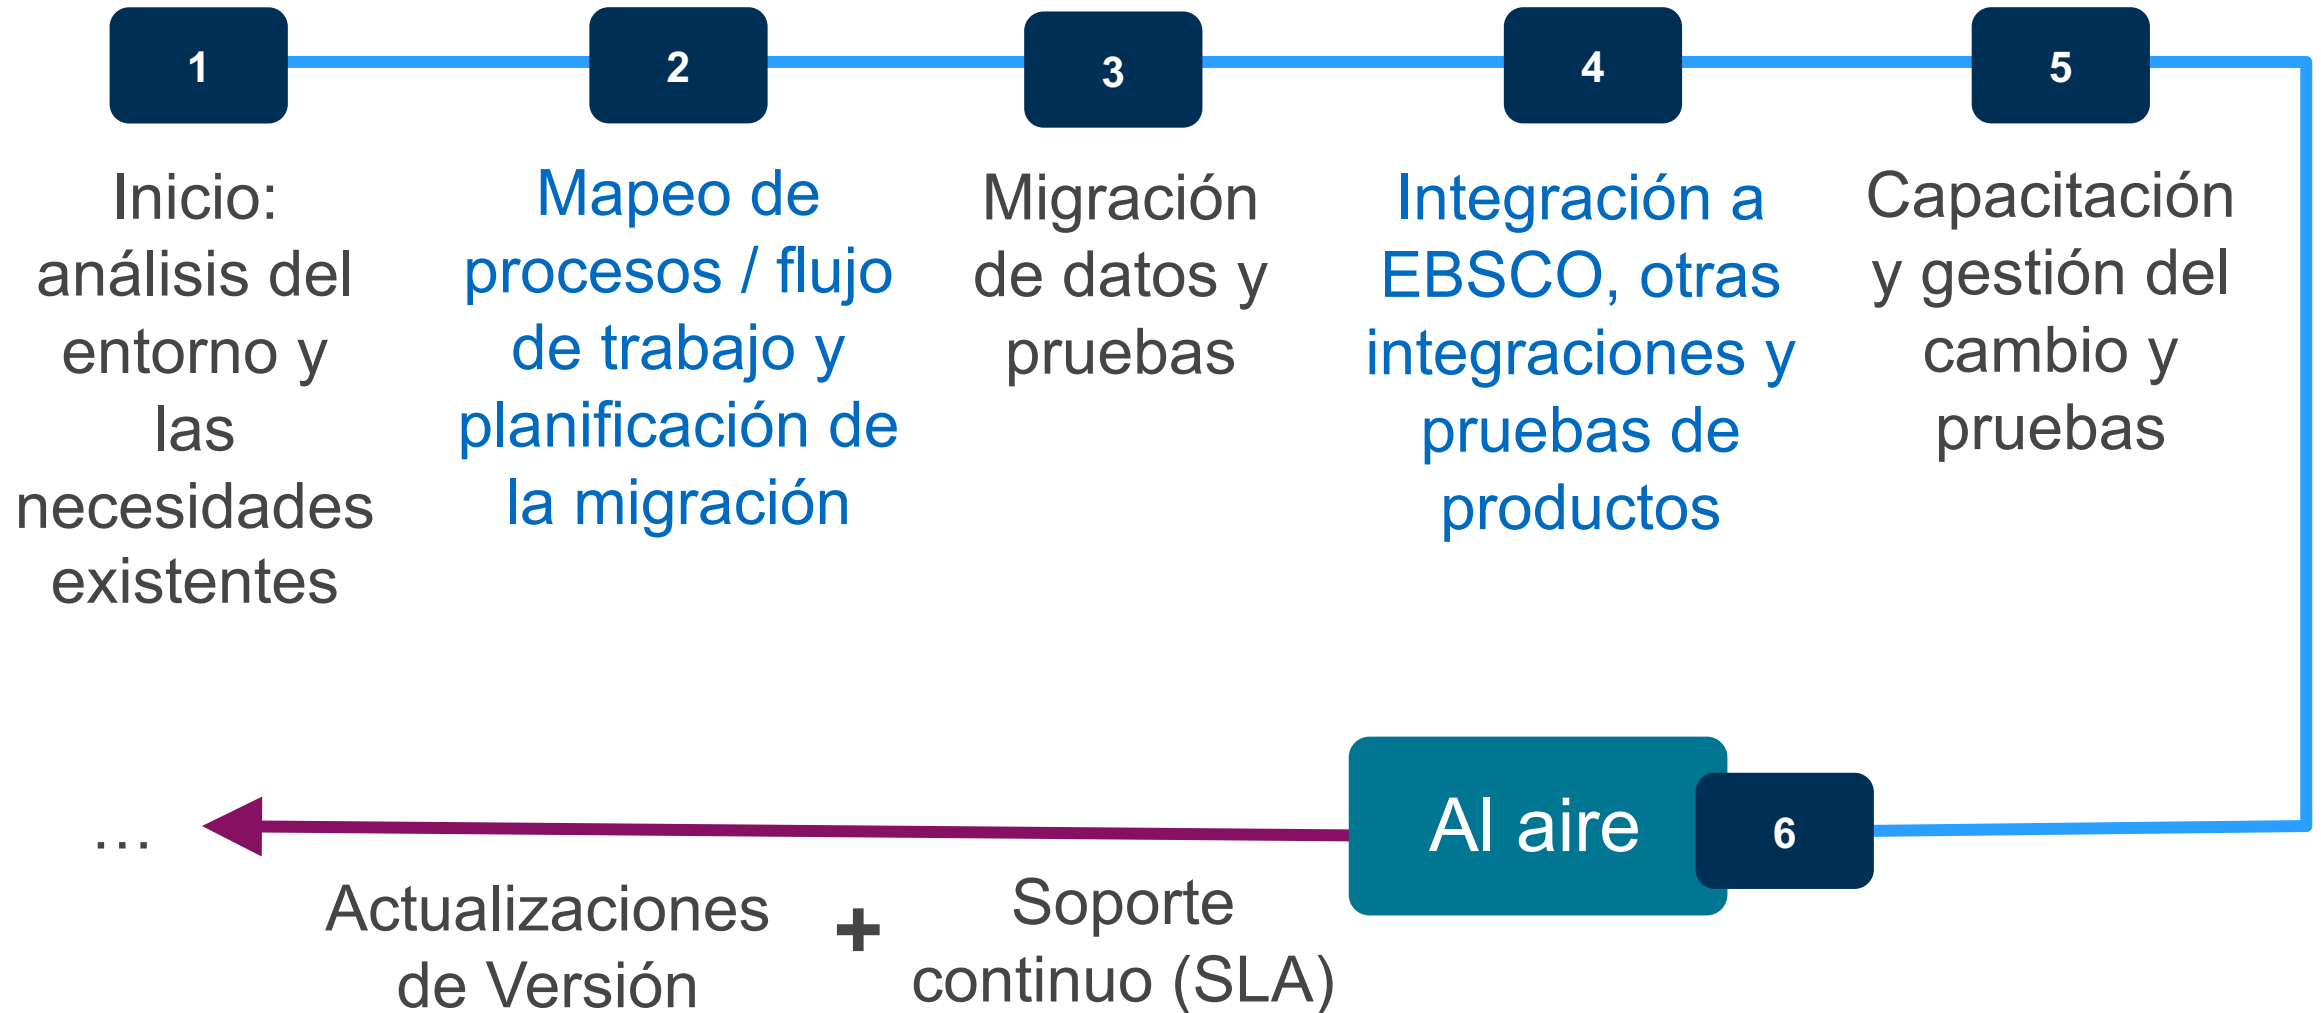 1
Inicio:
análisis del
entorno y
las
necesidades
existentes
2
Mapeo de
procesos / flujo
de trabajo y
planificación de
la migración
3
Migración
de datos y
pruebas
4
Integración a
EBSCO, otras
integraciones y
pruebas de
productos
5
Capacitación
y gestión del
cambio y
pruebas
Al aire
6
Soporte
continuo (SLA)
+
Actualizaciones
de Versión
...